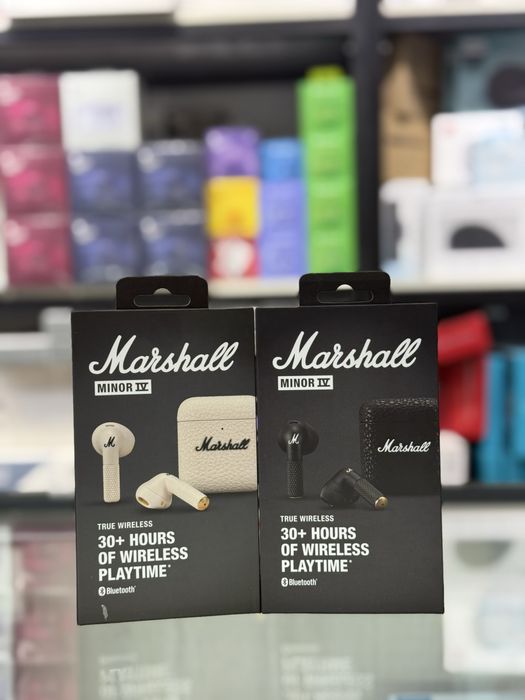 Marshall
MINOR IV
M
Marshall
TRUE WIRELESS
30+ HOURS
OF WIRELESS
PLAYTIME*
Bluetooth®
Marshall
MINOR IV
Marshall
TRUE WIRELESS
30+ HOURS
OF WIRELESS
PLAYTIME*
Bluetooth®